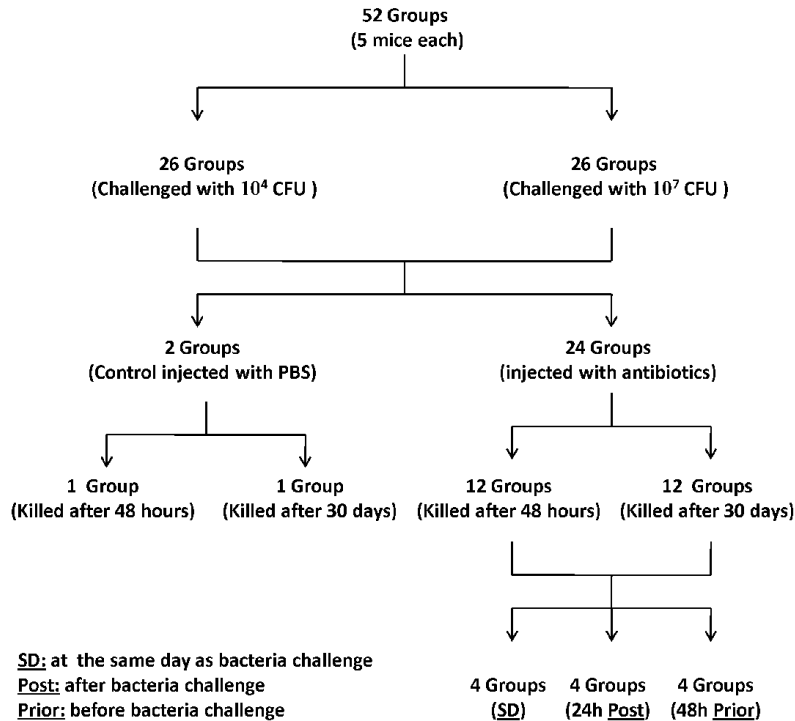 52 Groups
(5 mice each)
26 Groups
(Challenged with 10⁴ CFU )
26 Groups
(Challenged with 10⁷ CFU )
2 Groups
(Control injected with PBS)
24 Groups
(injected with antibiotics)
1 Group
(Killed after 48 hours)
1 Group
(Killed after 30 days)
12 Groups
(Killed after 48 hours)
12 Groups
(Killed after 30 days)
4 Groups
(SD)
4 Groups
(24h Post)
4 Groups
(48h Prior)
SD: at the same day as bacteria challenge
Post: after bacteria challenge
Prior: before bacteria challenge